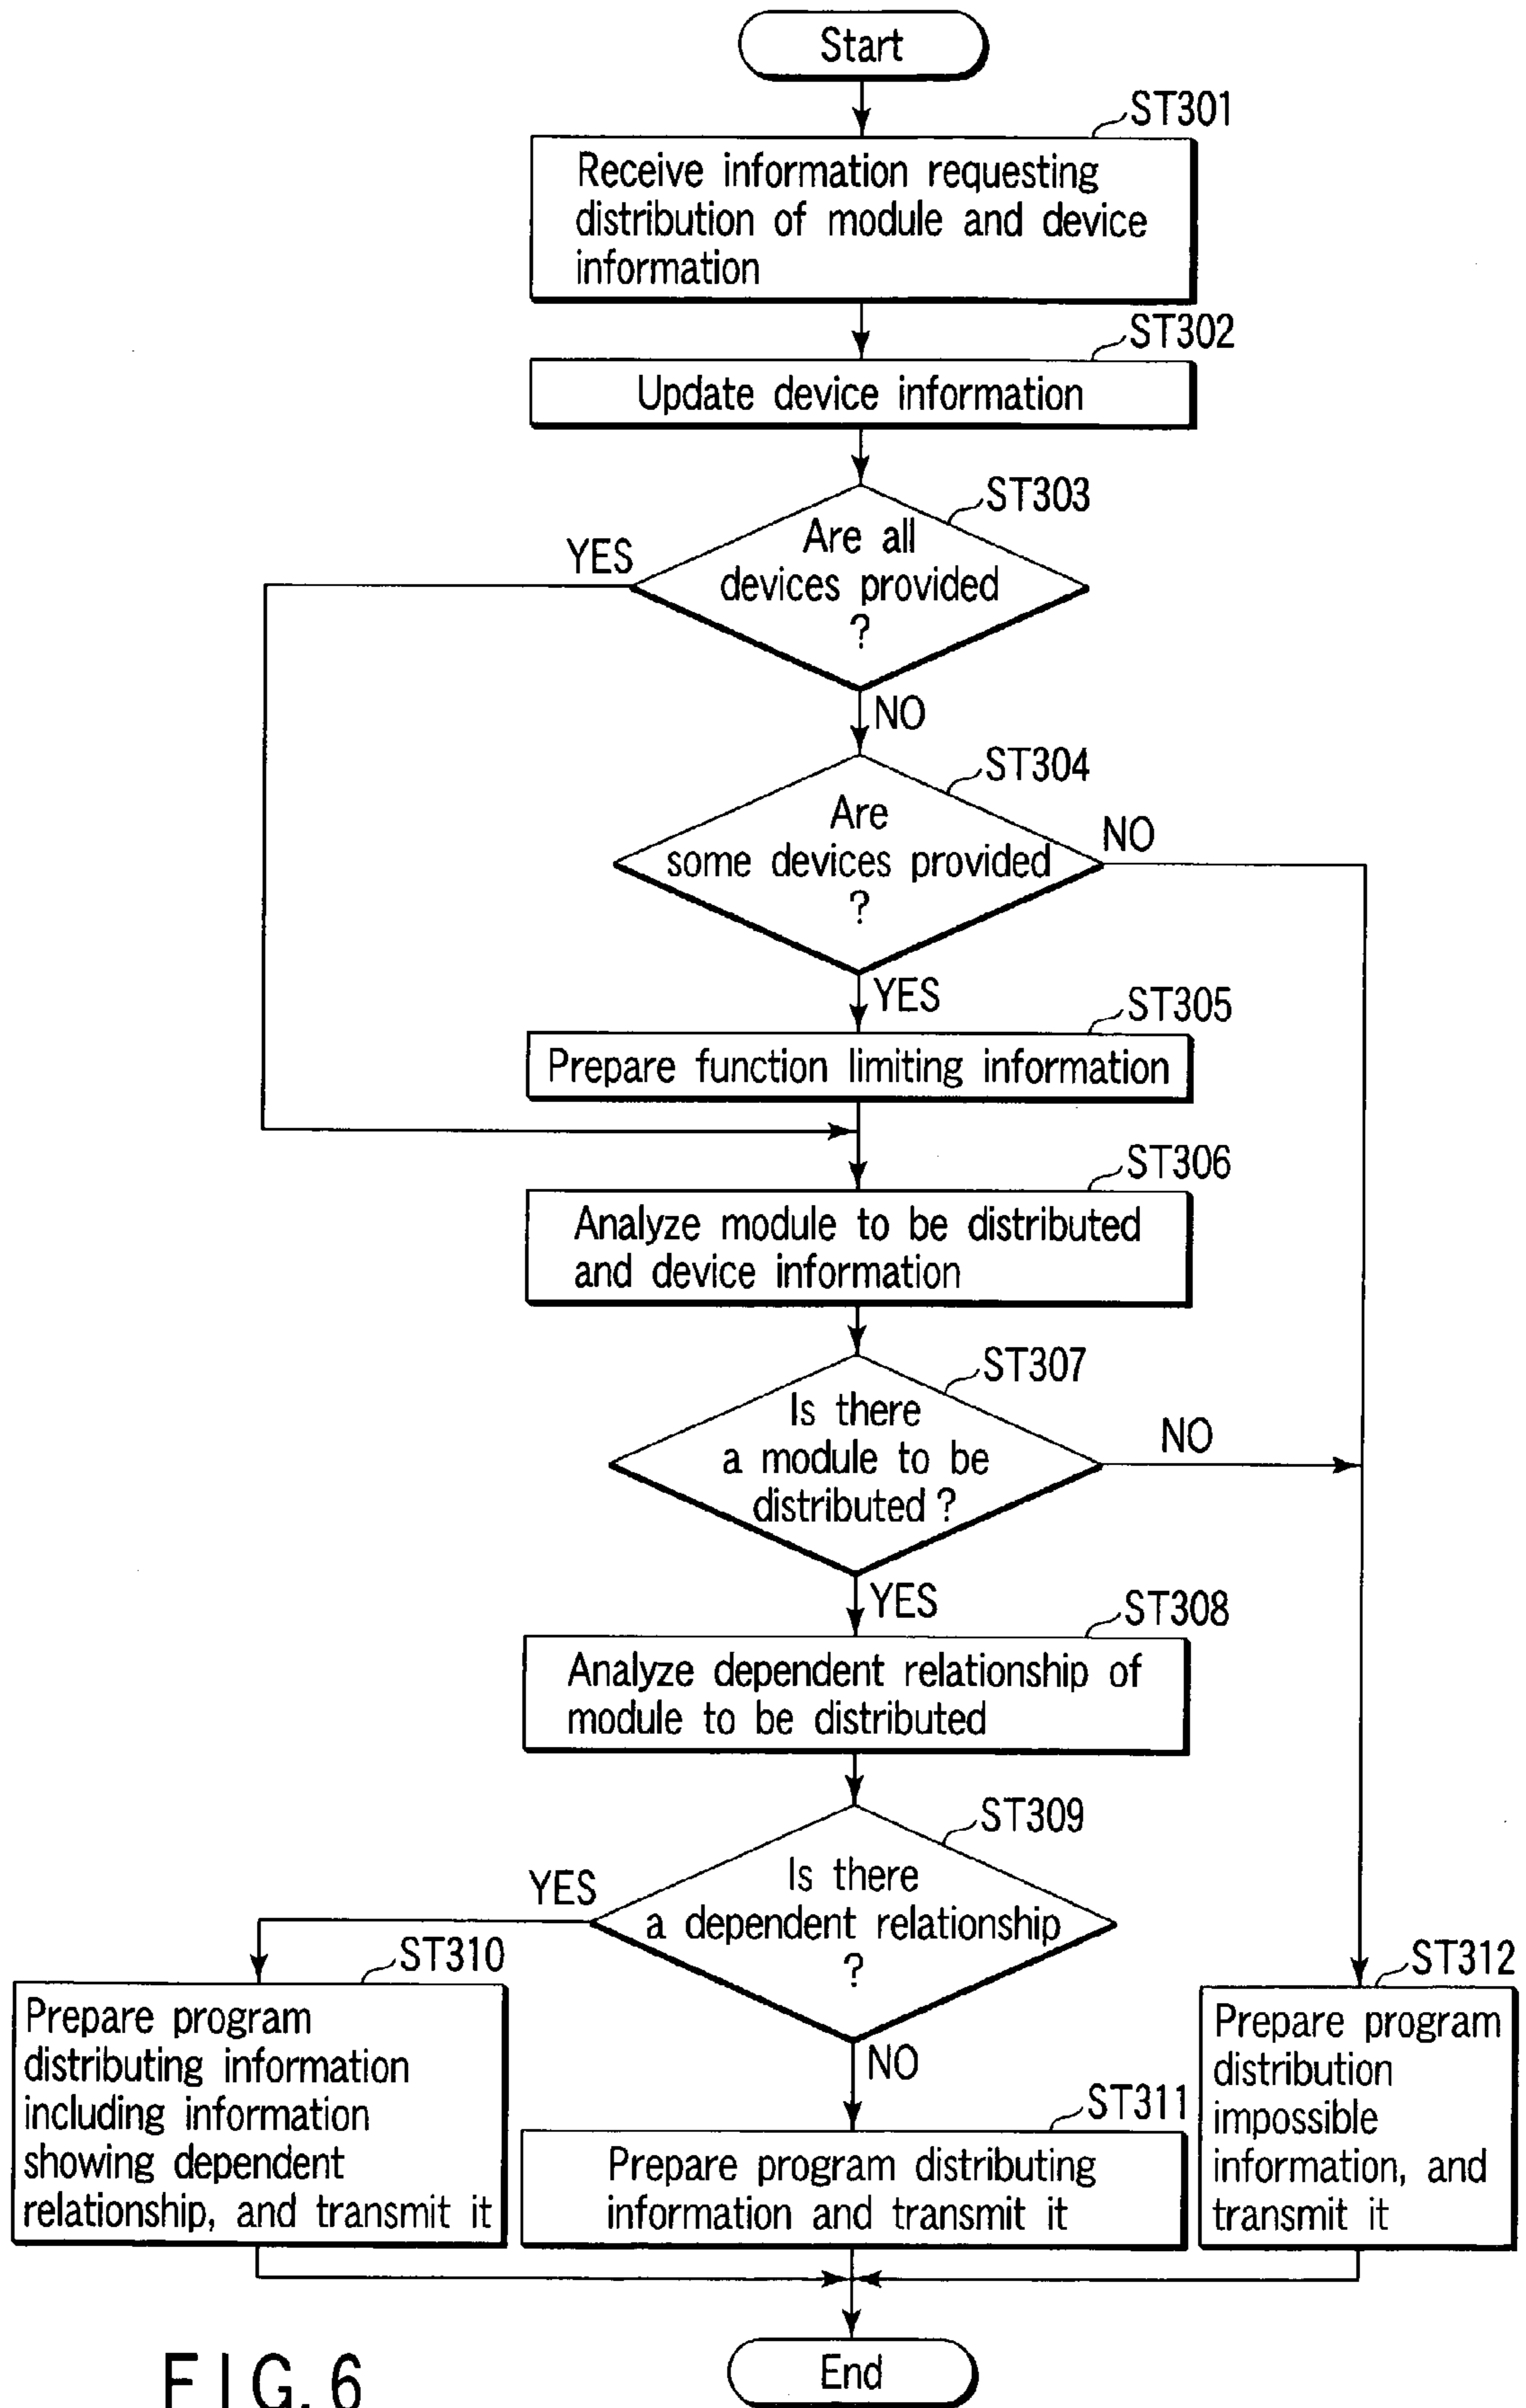 Start
ST301
Receive information requesting
distribution of module and device
information
ST302
Update device information
ST303
Are all
devices provided
?
YES
NO
ST304
Are
some devices provided
?
NO
YES
ST305
Prepare function limiting information
ST306
Analyze module to be distributed
and device information
ST307
Is there
a module to be
distributed ?
NO
YES
ST308
Analyze dependent relationship of
module to be distributed
ST309
Is there
a dependent relationship
?
YES
NO
ST310
Prepare program
distributing information
including information
showing dependent
relationship, and transmit it
ST311
Prepare program distributing
information and transmit it
ST312
Prepare program
distribution
impossible
information, and
transmit it
End
FIG. 6